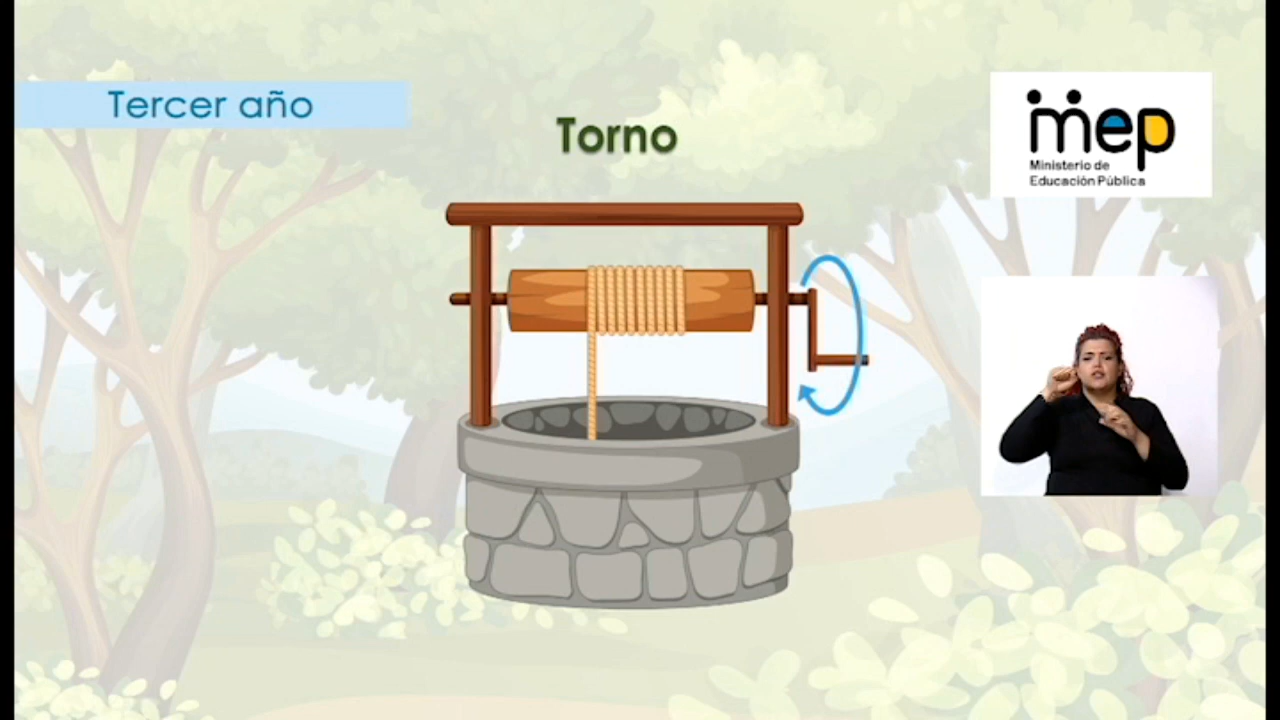 Tercer año
Torno
mep
Ministerio de
Educación Pública